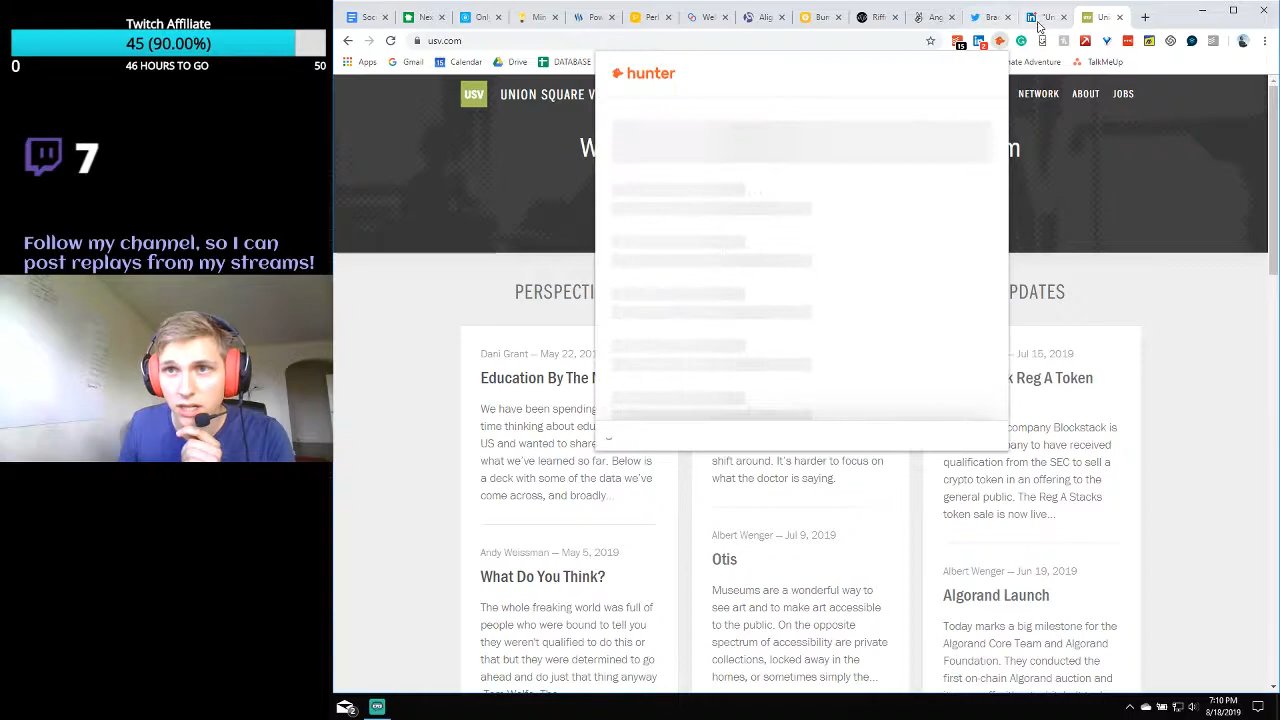 Twitch Affiliate
45 (90.00%)
0
46 HOURS TO GO
50
7
Follow my channel, so I can
post replays from my streams!
usv.com
15
2
Apps
Gmail
Calendar
Drive
DATABASE
TalkMeUp
hunter
USV
UNION SQUARE V
NETWORK
ABOUT
JOBS
W
m
PERSPECTI
PDATES
Dani Grant — May 22, 201
Education By The N
We have been spending
time thinking about edu
US and wanted to share
what we've learned so far. Below is
a deck with some of the data we've
come across, and broadly...
Andy Weissman — May 5, 2019
What Do You Think?
The whole freaking world was full of
people who were bound to tell you
they weren't qualified to do this or
that but they were determined to go
ahead and do just that thing anyway
shift around. It's harder to focus on
what the doctor is saying.
Albert Wenger — Jul 9, 2019
Otis
Museums are a wonderful way to
see art and to make art accessible
to the public. On the opposite
spectrum of accessibility are private
collections, locked away in the
homes, or sometimes simply the...
— Jul 15, 2019
k Reg A Token
company Blockstack is
any to have received
qualification from the SEC to sell a
crypto token in an offering to the
general public. The Reg A Stacks
token sale is now live...
Albert Wenger — Jun 19, 2019
Algorand Launch
Today marks a big milestone for the
Algorand Core Team and Algorand
Foundation. They conducted the
first on-chain Algorand auction and
7:10 PM
8/18/2019